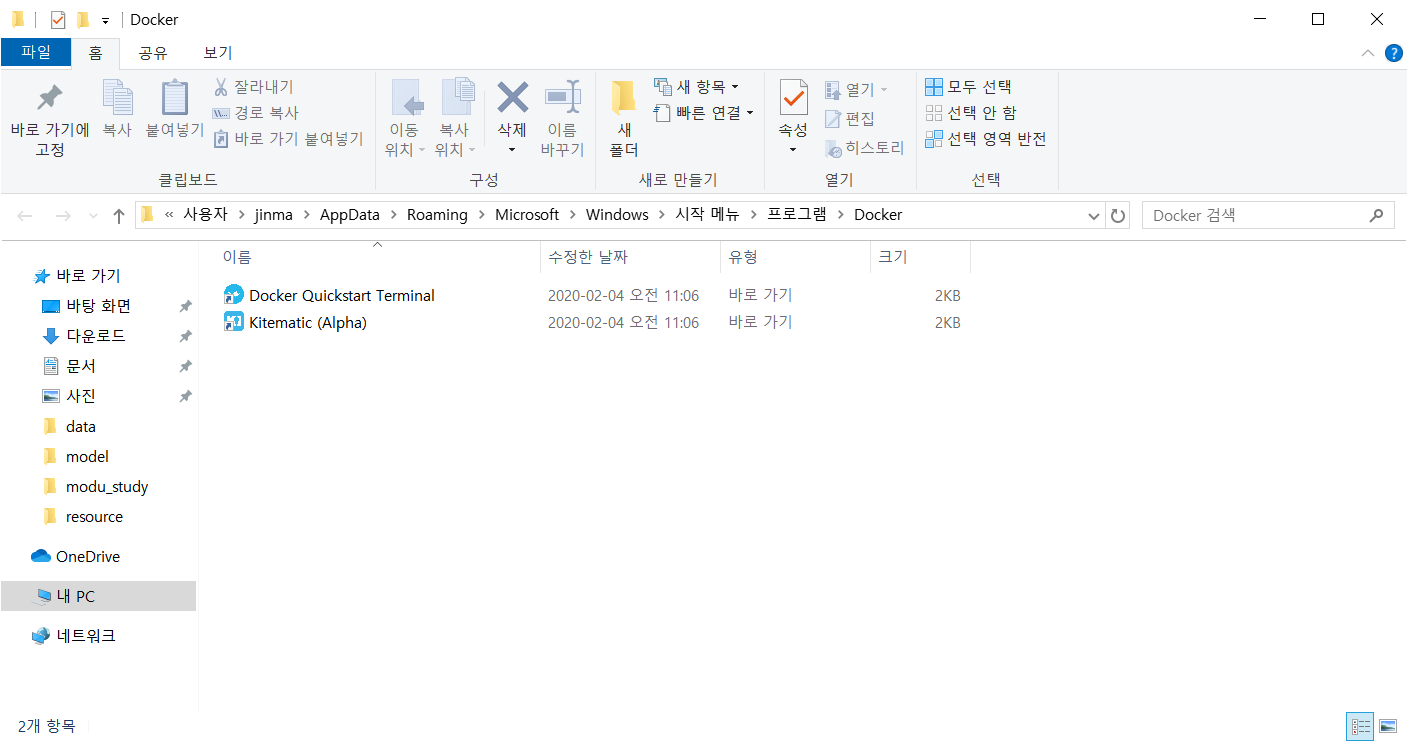 Docker
파일 홈 공유 보기
바로 가기에 고정
복사
붙여넣기
잘라내기
경로 복사
바로 가기 붙여넣기
클립보드
이동 위치
복사 위치
삭제
이름 바꾸기
구성
새 폴더
새 항목
빠른 연결
새로 만들기
속성
열기
편집
히스토리
열기
모두 선택
선택 안 함
선택 영역 반전
선택
« 사용자 > jinma > AppData > Roaming > Microsoft > Windows > 시작 메뉴 > 프로그램 > Docker
Docker 검색
이름 수정한 날짜 유형 크기
Docker Quickstart Terminal 2020-02-04 오전 11:06 바로 가기 2KB
Kitematic (Alpha) 2020-02-04 오전 11:06 바로 가기 2KB
바로 가기
바탕 화면
다운로드
문서
사진
data
model
modu_study
resource
OneDrive
내 PC
네트워크
2개 항목